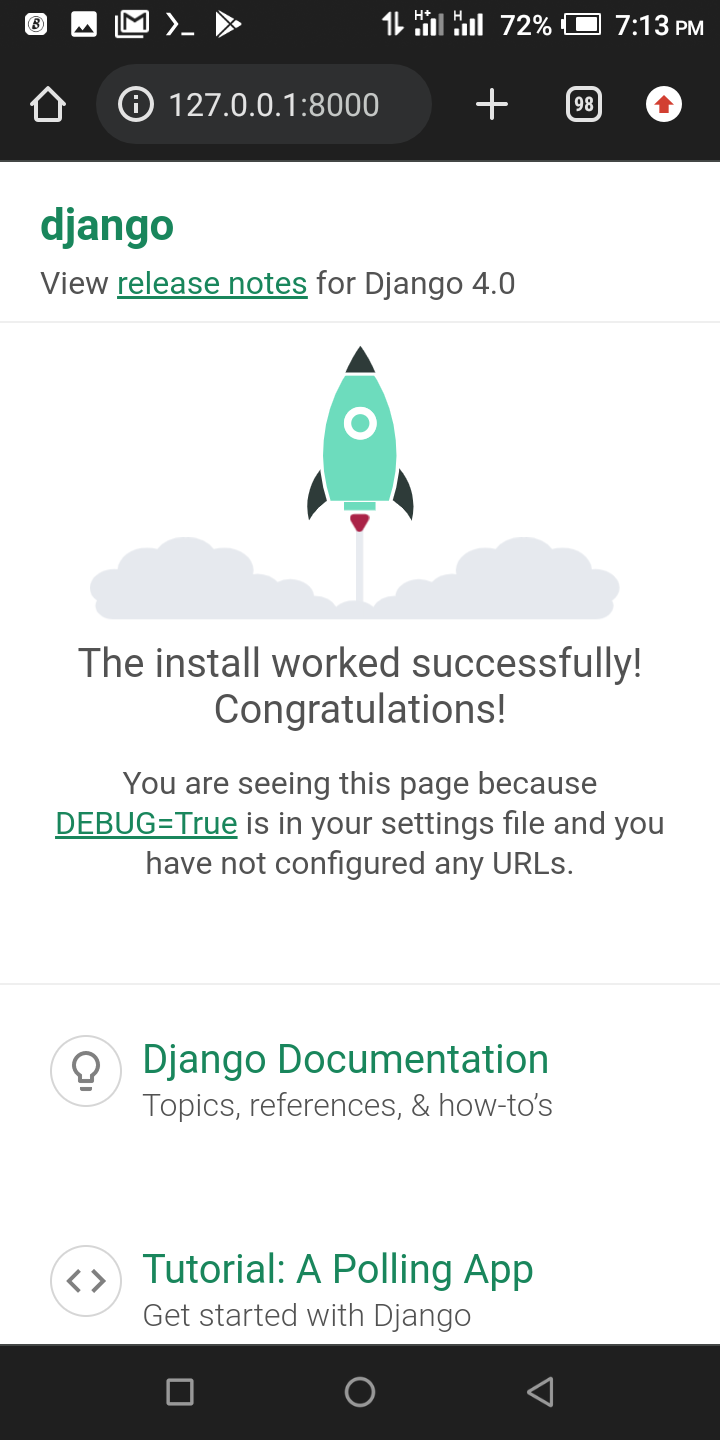 H+ H 72% 7:13 PM
127.0.0.1:8000 98
django
View release notes for Django 4.0
The install worked successfully!
Congratulations!
You are seeing this page because
DEBUG=True is in your settings file and you
have not configured any URLs.
Django Documentation
Topics, references, & how-to’s
Tutorial: A Polling App
Get started with Django